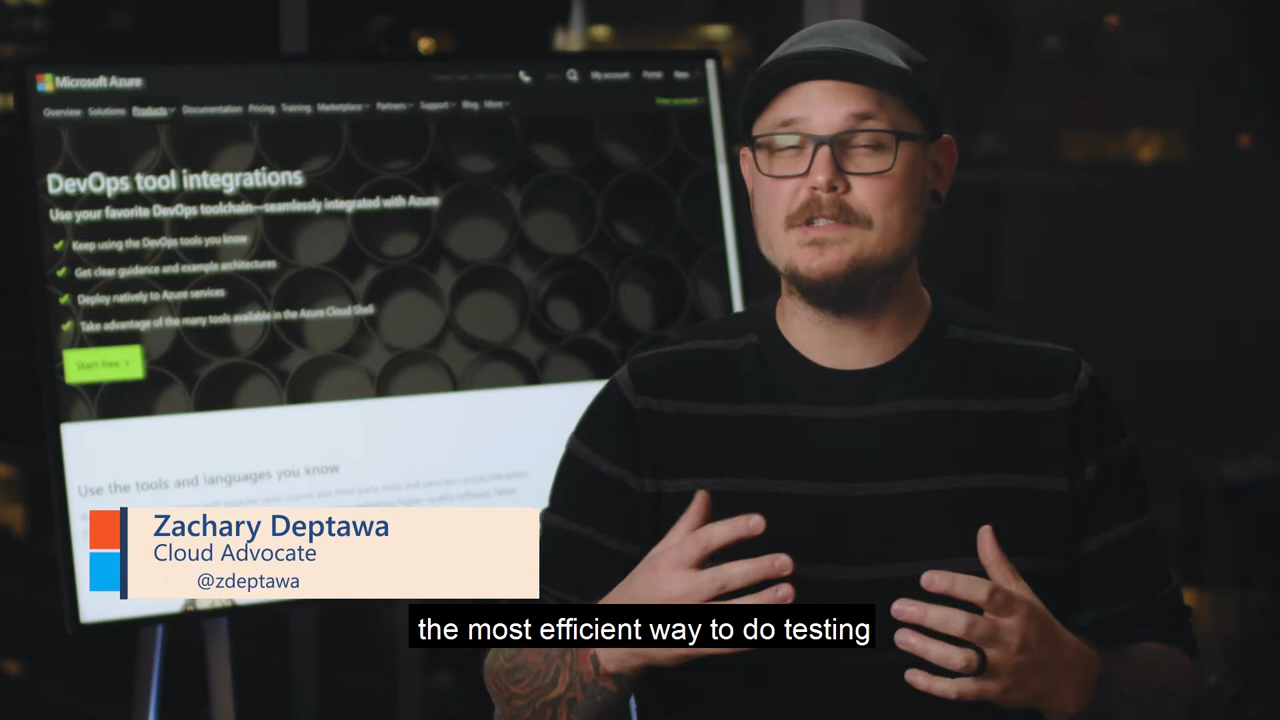 Microsoft Azure
My account Portal
Overview Solutions Products Documentation Pricing Training Marketplace Partners Support Blog More
Free account
DevOps tool integrations
Use your favorite DevOps toolchain—seamlessly integrated with Azure
Keep using the DevOps tools you know
Get clear guidance and example architectures
Deploy natively to Azure services
Take advantage of the many tools available in the Azure Cloud Shell
Start free >
Use the tools and languages you know
Zachary Deptawa
Cloud Advocate
@zdeptawa
the most efficient way to do testing